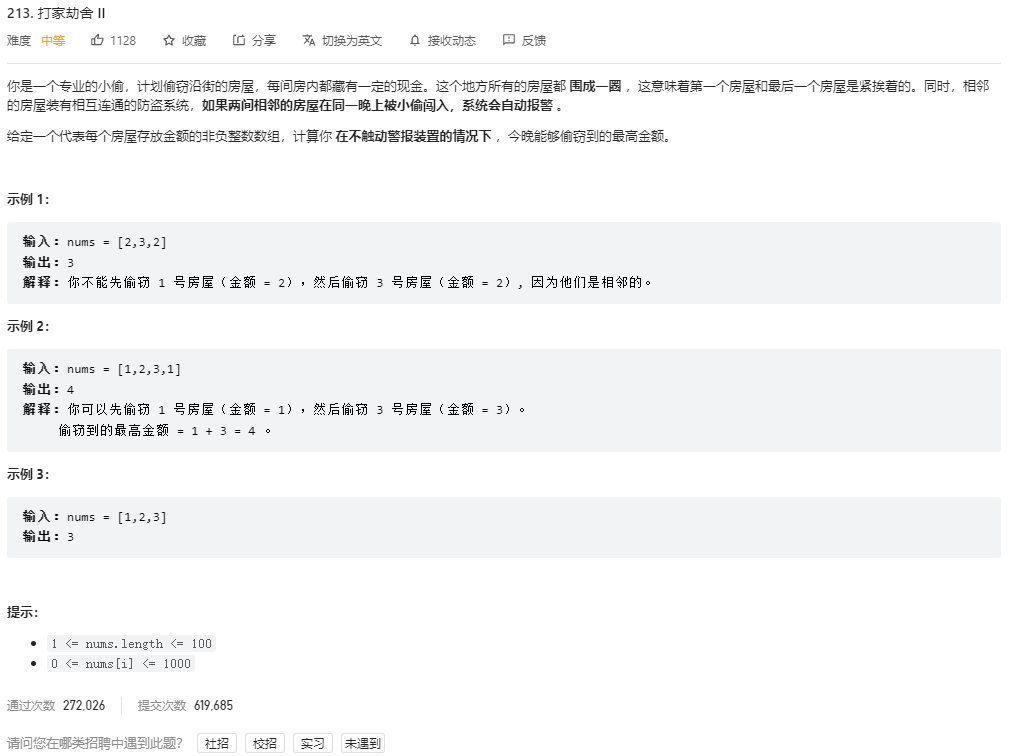 213. 打家劫舍 II
难度 中等 1128 收藏 分享 切换为英文 接收动态 反馈
你是一个专业的小偷，计划偷窃沿街的房屋，每间房内都藏有一定的现金。这个地方所有的房屋都 围成一圈 ，这意味着第一个房屋和最后一个房屋是紧挨着的。同时，相邻
的房屋装有相互连通的防盗系统，如果两间相邻的房屋在同一晚上被小偷闯入，系统会自动报警 。
给定一个代表每个房屋存放金额的非负整数数组，计算你 在不触动警报装置的情况下 ，今晚能够偷窃到的最高金额。
示例 1：
输入：nums = [2,3,2]
输出：3
解释：你不能先偷窃 1 号房屋（金额 = 2），然后偷窃 3 号房屋（金额 = 2）, 因为他们是相邻的。
示例 2：
输入：nums = [1,2,3,1]
输出：4
解释：你可以先偷窃 1 号房屋（金额 = 1），然后偷窃 3 号房屋（金额 = 3）。
偷窃到的最高金额 = 1 + 3 = 4 。
示例 3：
输入：nums = [1,2,3]
输出：3
提示：
1 <= nums.length <= 100
0 <= nums[i] <= 1000
通过次数 272,026 提交次数 619,685
请问您在哪类招聘中遇到此题？ 社招 校招 实习 未遇到